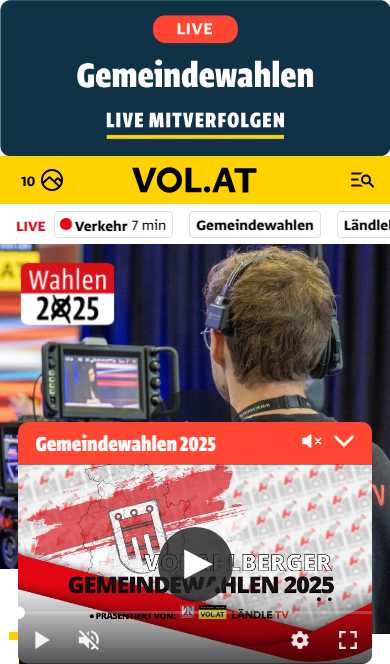 LIVE
Gemeindewahlen
LIVE MITVERFOLGEN
10
VOL.AT
LIVE
Verkehr 7 min
Gemeindewahlen
Ländle
Wahlen
2025
Gemeindewahlen 2025
VORARLBERGER
GEMEINDEWAHLEN 2025
• PRÄSENTIERT VON: VN VOL.AT LÄNDLE TV